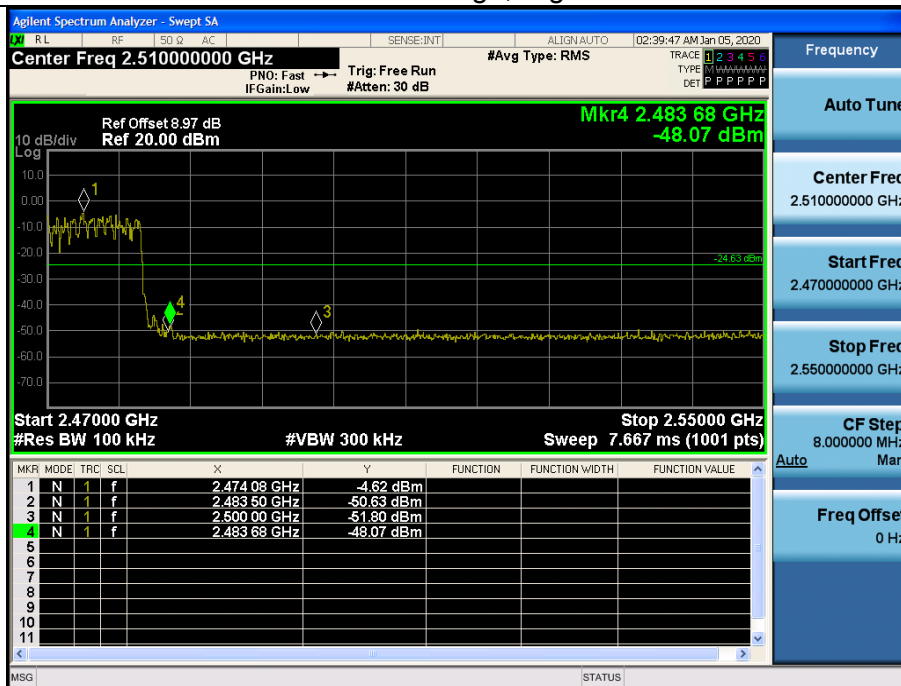 Agilent Spectrum Analyzer - Swept SA
LXI RL RF 50 Ω AC SENSE:INT ALIGN AUTO 02:39:47 AM Jan 05, 2020
Center Freq 2.510000000 GHz
PNO: Fast
IFGain:Low
Trig: Free Run
#Atten: 30 dB
#Avg Type: RMS
TRACE 1 2 3 4 5 6
TYPE M W W W W W
DET P P P P P P
Frequency
Auto Tune
Mkr4 2.483 68 GHz
-48.07 dBm
Ref Offset 8.97 dB
10 dB/div Ref 20.00 dBm
Log
10.0
0.00
-10.0
-20.0
-30.0
-40.0
-50.0
-60.0
-70.0
1
4
3
-24.63 dBm
Start 2.47000 GHz Stop 2.55000 GHz
#Res BW 100 kHz #VBW 300 kHz Sweep 7.667 ms (1001 pts)
MKR MODE TRC SCL X Y FUNCTION FUNCTION WIDTH FUNCTION VALUE
1 N 1 f 2.474 08 GHz -4.62 dBm
2 N 1 f 2.483 50 GHz -50.63 dBm
3 N 1 f 2.500 00 GHz -51.80 dBm
4 N 1 f 2.483 68 GHz -48.07 dBm
5
6
7
8
9
10
11
Center Freq
2.510000000 GHz
Start Freq
2.470000000 GHz
Stop Freq
2.550000000 GHz
CF Step
8.000000 MHz
Auto Man
Freq Offset
0 Hz
MSG STATUS